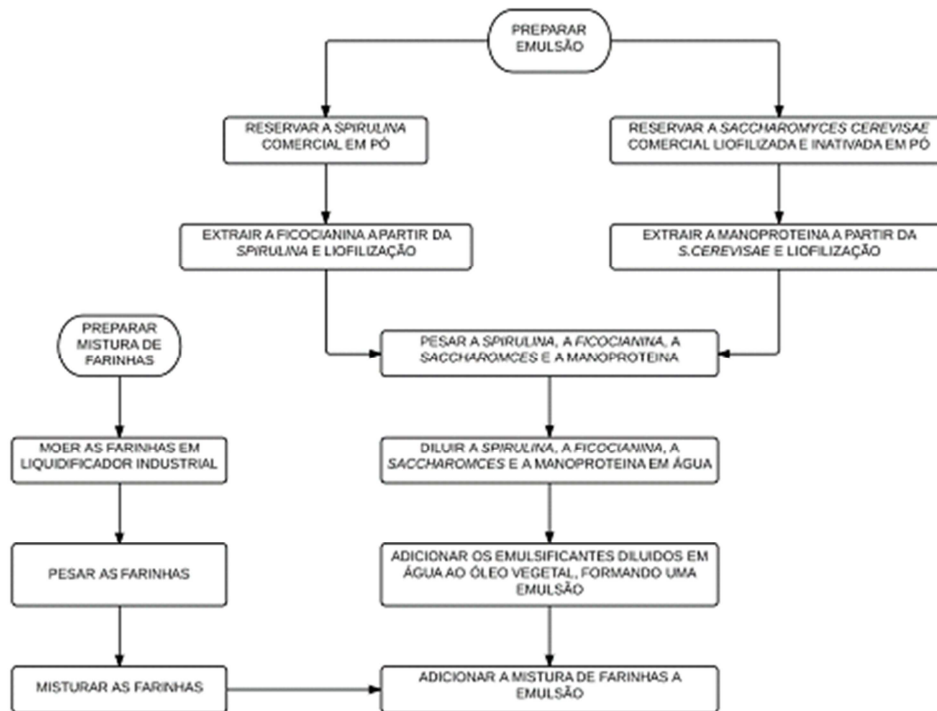 PREPARAR
EMULSÃO
RESERVAR A SPIRULINA
COMERCIAL EM PÓ
RESERVAR A SACCHAROMYCES CEREVISAE
COMERCIAL LIOFILIZADA E INATIVADA EM PÓ
EXTRAIR A FICOCIANINA A PARTIR DA
SPIRULINA E LIOFILIZAÇÃO
EXTRAIR A MANOPROTEINA A PARTIR DA
S.CEREVISAE E LIOFILIZAÇÃO
PREPARAR
MISTURA DE
FARINHAS
PESAR A SPIRULINA, A FICOCIANINA, A
SACCHAROMCES E A MANOPROTEINA
MOER AS FARINHAS EM
LIQUIDIFICADOR INDUSTRIAL
DILUIR A SPIRULINA, A FICOCIANINA, A
SACCHAROMCES E A MANOPROTEINA EM ÁGUA
PESAR AS FARINHAS
ADICIONAR OS EMULSIFICANTES DILUIDOS EM
ÁGUA AO ÓLEO VEGETAL, FORMANDO UMA
EMULSÃO
MISTURAR AS FARINHAS
ADICIONAR A MISTURA DE FARINHAS A
EMULSÃO